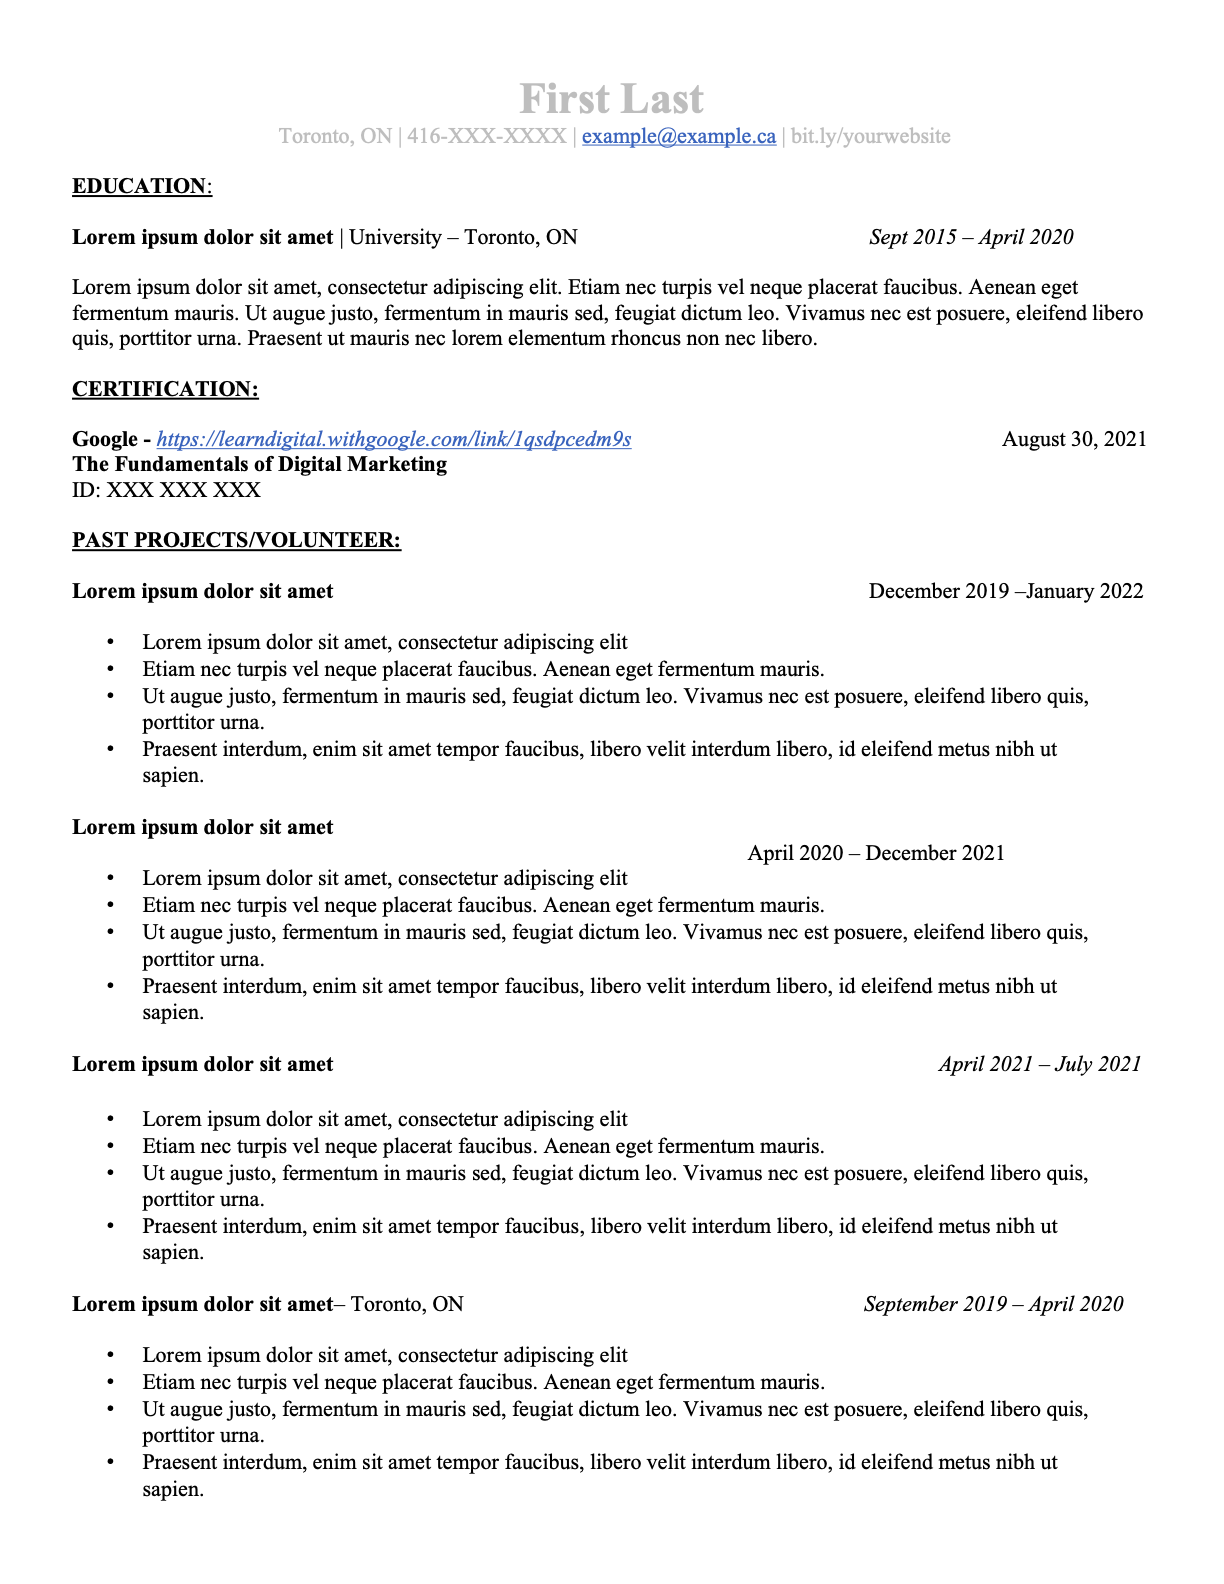 First Last
Toronto, ON | 416-XXX-XXXX | example@example.ca | bit.ly/yourwebsite
EDUCATION:
Lorem ipsum dolor sit amet | University – Toronto, ON Sept 2015 – April 2020
Lorem ipsum dolor sit amet, consectetur adipiscing elit. Etiam nec turpis vel neque placerat faucibus. Aenean eget
fermentum mauris. Ut augue justo, fermentum in mauris sed, feugiat dictum leo. Vivamus nec est posuere, eleifend libero
quis, porttitor urna. Praesent ut mauris nec lorem elementum rhoncus non nec libero.
CERTIFICATION:
Google - https://learndigital.withgoogle.com/link/1qsdpcedm9s August 30, 2021
The Fundamentals of Digital Marketing
ID: XXX XXX XXX
PAST PROJECTS/VOLUNTEER:
Lorem ipsum dolor sit amet December 2019 –January 2022
• Lorem ipsum dolor sit amet, consectetur adipiscing elit
• Etiam nec turpis vel neque placerat faucibus. Aenean eget fermentum mauris.
• Ut augue justo, fermentum in mauris sed, feugiat dictum leo. Vivamus nec est posuere, eleifend libero quis,
porttitor urna.
• Praesent interdum, enim sit amet tempor faucibus, libero velit interdum libero, id eleifend metus nibh ut
sapien.
Lorem ipsum dolor sit amet
April 2020 – December 2021
• Lorem ipsum dolor sit amet, consectetur adipiscing elit
• Etiam nec turpis vel neque placerat faucibus. Aenean eget fermentum mauris.
• Ut augue justo, fermentum in mauris sed, feugiat dictum leo. Vivamus nec est posuere, eleifend libero quis,
porttitor urna.
• Praesent interdum, enim sit amet tempor faucibus, libero velit interdum libero, id eleifend metus nibh ut
sapien.
Lorem ipsum dolor sit amet April 2021 – July 2021
• Lorem ipsum dolor sit amet, consectetur adipiscing elit
• Etiam nec turpis vel neque placerat faucibus. Aenean eget fermentum mauris.
• Ut augue justo, fermentum in mauris sed, feugiat dictum leo. Vivamus nec est posuere, eleifend libero quis,
porttitor urna.
• Praesent interdum, enim sit amet tempor faucibus, libero velit interdum libero, id eleifend metus nibh ut
sapien.
Lorem ipsum dolor sit amet– Toronto, ON September 2019 – April 2020
• Lorem ipsum dolor sit amet, consectetur adipiscing elit
• Etiam nec turpis vel neque placerat faucibus. Aenean eget fermentum mauris.
• Ut augue justo, fermentum in mauris sed, feugiat dictum leo. Vivamus nec est posuere, eleifend libero quis,
porttitor urna.
• Praesent interdum, enim sit amet tempor faucibus, libero velit interdum libero, id eleifend metus nibh ut
sapien.